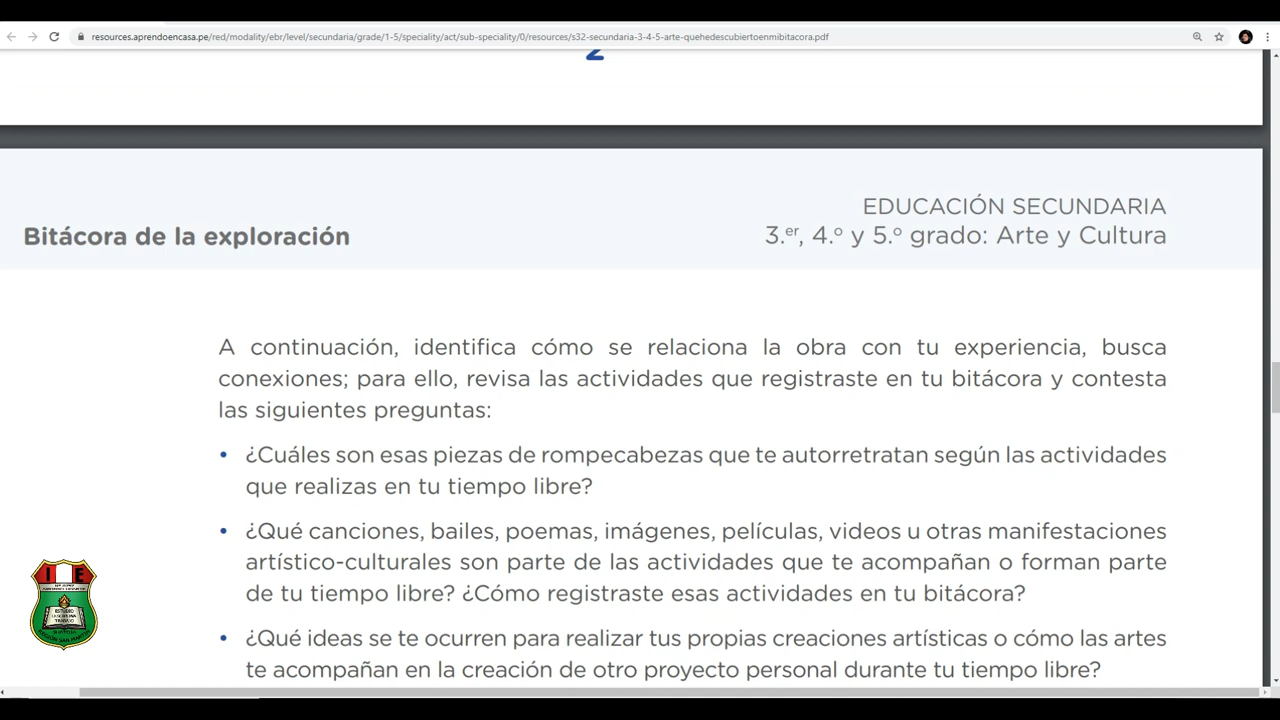 resources.aprendoencasa.pe/red/modality/ebr/level/secundaria/grade/1-5/speciality/act/sub-speciality/0/resources/s32-secundaria-3-4-5-arte-quehedescubiertoenmibitacora.pdf
2
EDUCACIÓN SECUNDARIA
Bitácora de la exploración
3.er, 4.o y 5.o grado: Arte y Cultura
A continuación, identifica cómo se relaciona la obra con tu experiencia, busca
conexiones; para ello, revisa las actividades que registraste en tu bitácora y contesta
las siguientes preguntas:
• ¿Cuáles son esas piezas de rompecabezas que te autorretratan según las actividades
que realizas en tu tiempo libre?
• ¿Qué canciones, bailes, poemas, imágenes, películas, videos u otras manifestaciones
artístico-culturales son parte de las actividades que te acompañan o forman parte
de tu tiempo libre? ¿Cómo registraste esas actividades en tu bitácora?
• ¿Qué ideas se te ocurren para realizar tus propias creaciones artísticas o cómo las artes
te acompañan en la creación de otro proyecto personal durante tu tiempo libre?
I E
ESTUDIO
TRABAJO